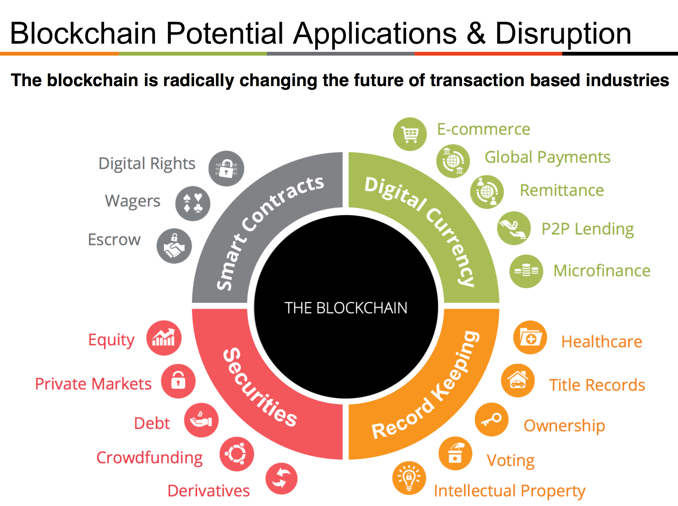 Blockchain Potential Applications & Disruption
The blockchain is radically changing the future of transaction based industries
Smart Contracts
Digital Rights
Wagers
Escrow
Digital Currency
E-commerce
Global Payments
Remittance
P2P Lending
Microfinance
THE BLOCKCHAIN
Securities
Equity
Private Markets
Debt
Crowdfunding
Derivatives
Record Keeping
Healthcare
Title Records
Ownership
Voting
Intellectual Property